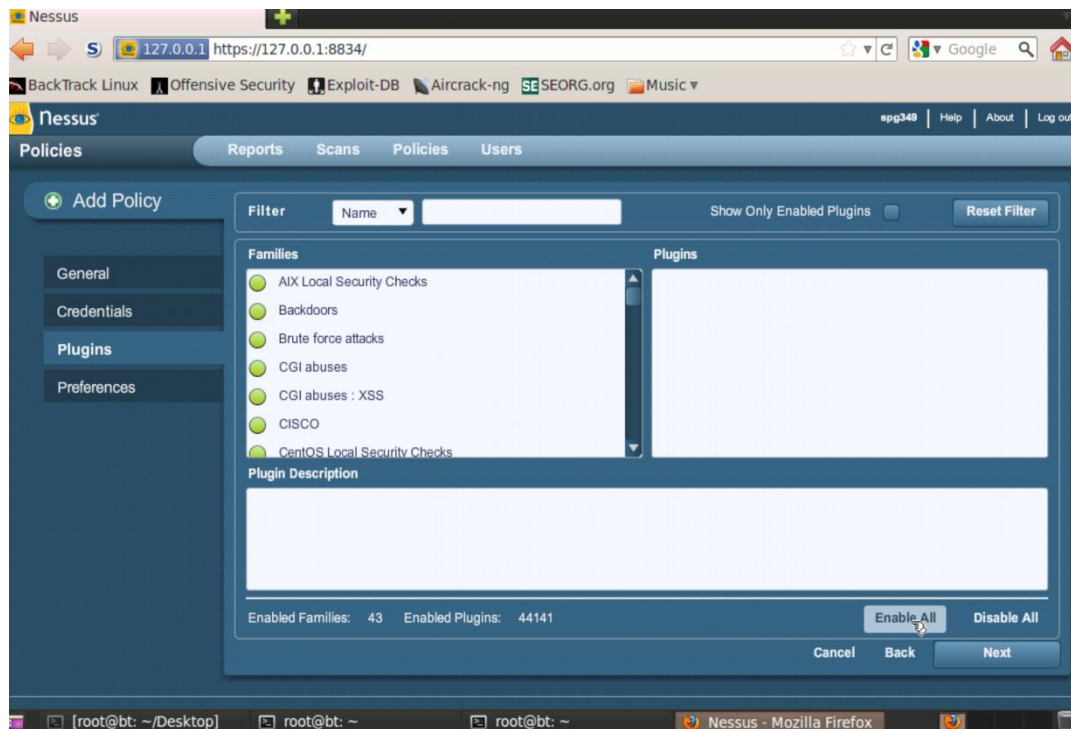 Nessus
127.0.0.1 https://127.0.0.1:8834/
Google
BackTrack Linux Offensive Security Exploit-DB Aircrack-ng SE SEORG.org Music
Nessus
spg349 | Help | About | Log out
Policies
Reports Scans Policies Users
Add Policy
General
Credentials
Plugins
Preferences
Filter Name Show Only Enabled Plugins Reset Filter
Families
AIX Local Security Checks
Backdoors
Brute force attacks
CGI abuses
CGI abuses : XSS
CISCO
CentOS Local Security Checks
Plugins
Plugin Description
Enabled Families: 43 Enabled Plugins: 44141 Enable All Disable All
Cancel Back Next
[root@bt: ~/Desktop] root@bt: ~ root@bt: ~ Nessus - Mozilla Firefox